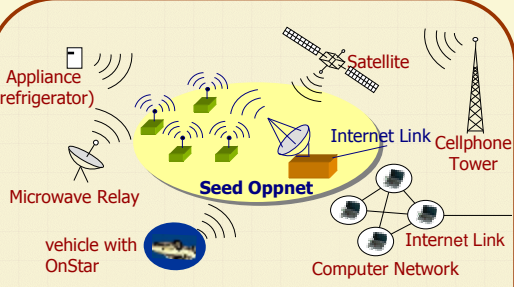 Satellite
Appliance
refrigerator)
Internet Link
Cellphone
Tower
Seed Oppnet
Microwave Relay
vehicle with
OnStar
Internet Link
Computer Network